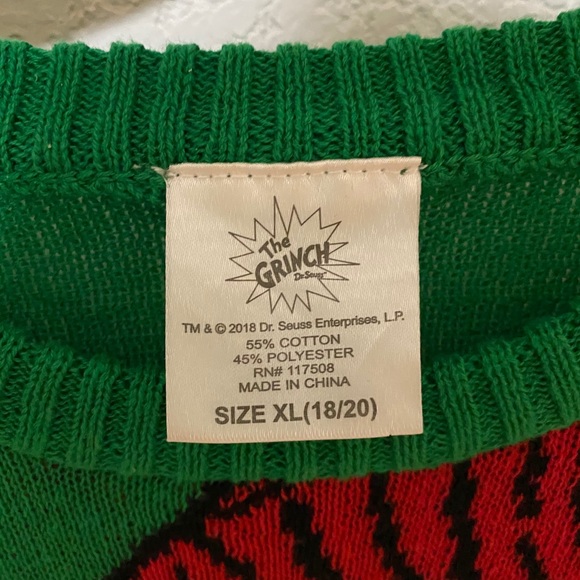 The
GRINCH
Dr. Seuss
TM & © 2018 Dr. Seuss Enterprises, L.P.
55% COTTON
45% POLYESTER
RN# 117508
MADE IN CHINA
SIZE XL(18/20)